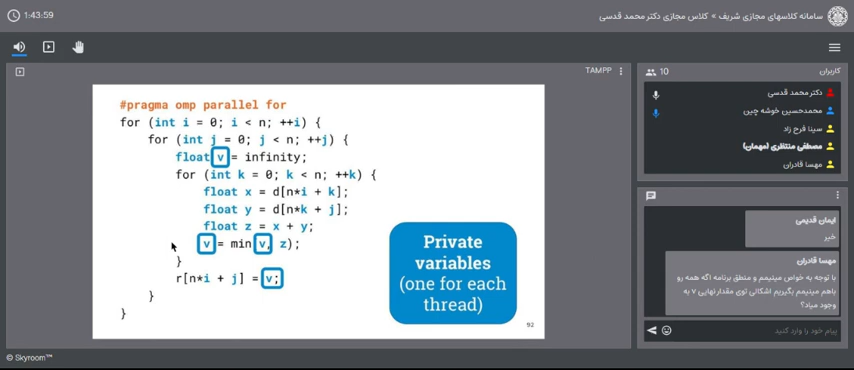 1:43:59
سامانه کلاسهای مجازی شریف > کلاس مجازی دکتر محمد قدسی
TAMPP
#pragma omp parallel for
for (int i = 0; i < n; ++i) {
for (int j = 0; j < n; ++j) {
float v = infinity;
for (int k = 0; k < n; ++k) {
float x = d[n*i + k];
float y = d[n*k + j];
float z = x + y;
v = min(v, z);
}
r[n*i + j] = v;
}
}
Private
variables
(one for each
thread)
92
کاربران
10
دکتر محمد قدسی
محمدحسین خوشه چین
سینا فرح زاد
مصطفی منتظری (مهمان)
مهسا قادران
ایمان قدیمی
خیر
مهسا قادران
با توجه به خواص مینیمم و منطق برنامه اگه همه رو
باهم مینیمم بگیریم اشکالی توی مقدار نهایی v به
وجود میاد؟
پیام خود را وارد کنید
© Skyroom™